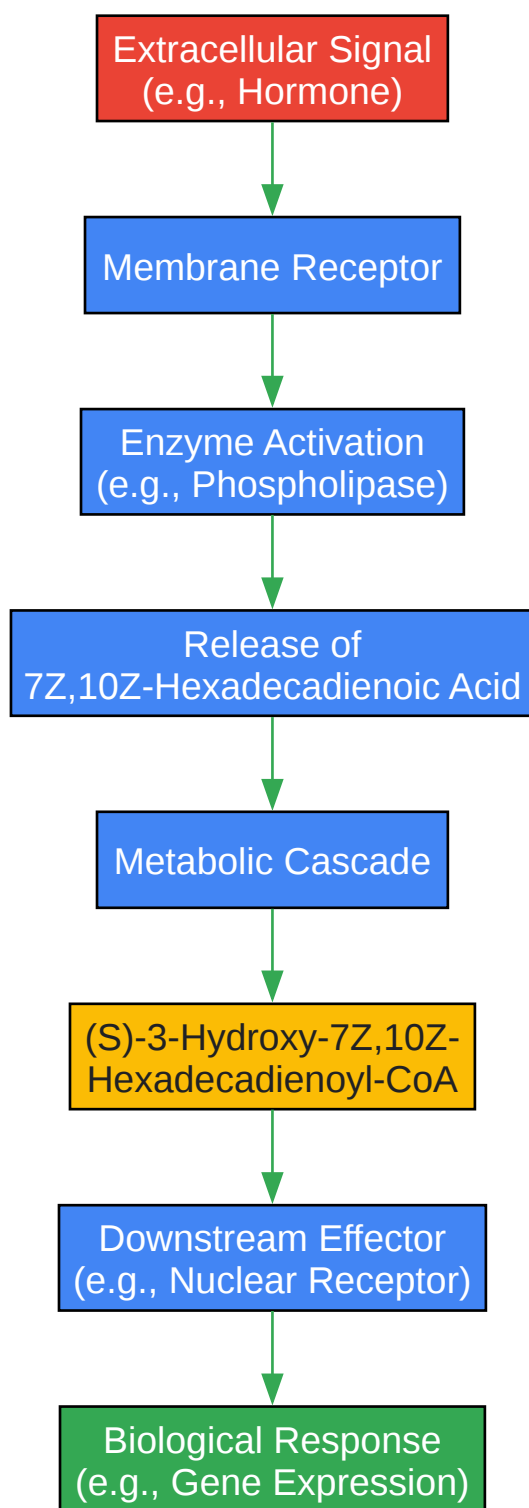 Extracellular Signal
(e.g., Hormone)
Membrane Receptor
Enzyme Activation
(e.g., Phospholipase)
Release of
7Z,10Z-Hexadecadienoic Acid
Metabolic Cascade
(S)-3-Hydroxy-7Z,10Z-
Hexadecadienoyl-CoA
Downstream Effector
(e.g., Nuclear Receptor)
Biological Response
(e.g., Gene Expression)